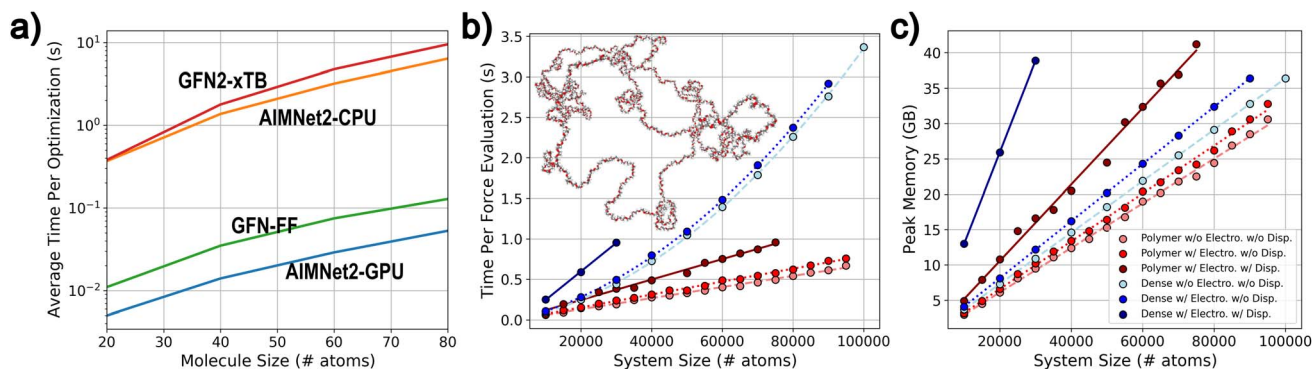 a)
Average Time Per Optimization (s)
10¹
10⁰
10⁻¹
10⁻²
GFN2-xTB
AIMNet2-CPU
GFN-FF
AIMNet2-GPU
20 30 40 50 60 70 80
Molecule Size (# atoms)
b)
Time Per Force Evaluation (s)
3.5
3.0
2.5
2.0
1.5
1.0
0.5
0.0
20000 40000 60000 80000 100000
System Size (# atoms)
c)
Peak Memory (GB)
40
35
30
25
20
15
10
5
Polymer w/o Electro. w/o Disp.
Polymer w/ Electro. w/o Disp.
Polymer w/ Electro. w/ Disp.
Dense w/o Electro. w/o Disp.
Dense w/ Electro. w/o Disp.
Dense w/ Electro. w/ Disp.
20000 40000 60000 80000 100000
System Size (# atoms)